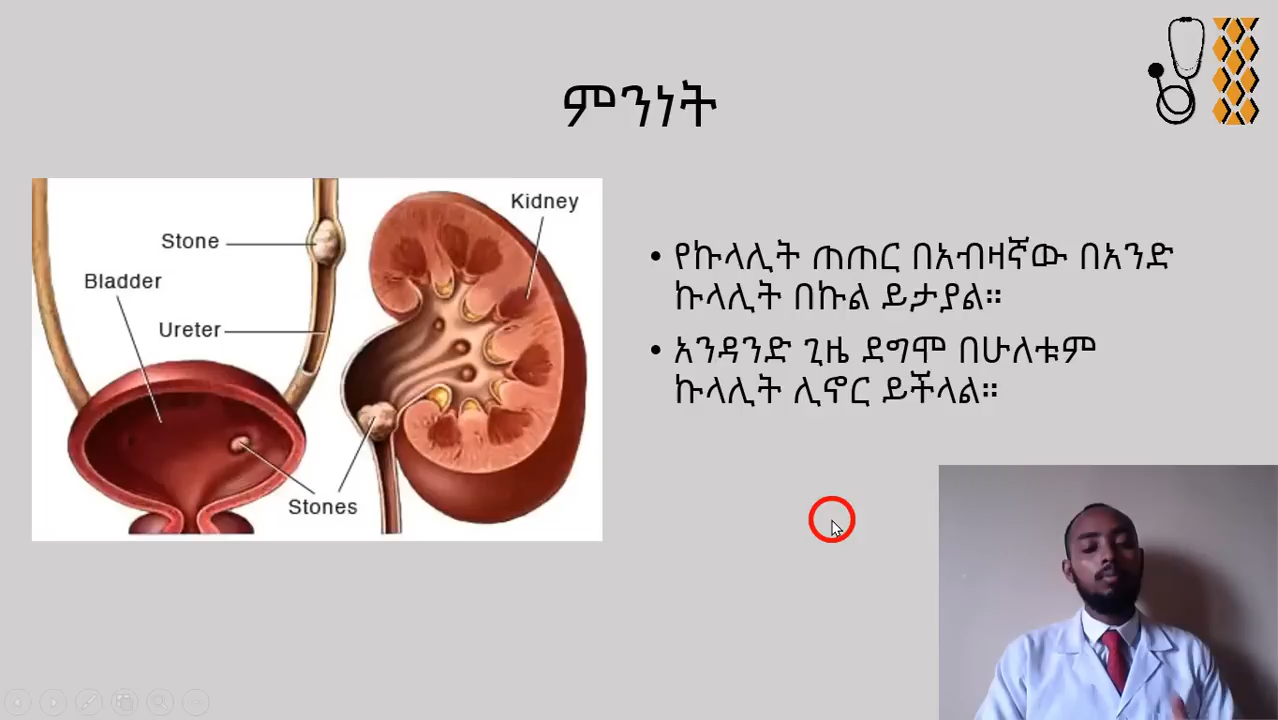 ምንነት
Kidney
Stone
Bladder
Ureter
Stones
• የኩላሊት ጠጠር በአብዛኛው በአንድ
ኩላሊት በኩል ይታያል።
• አንዳንድ ጊዜ ደግሞ በሁለቱም
ኩላሊት ሊኖር ይችላል።